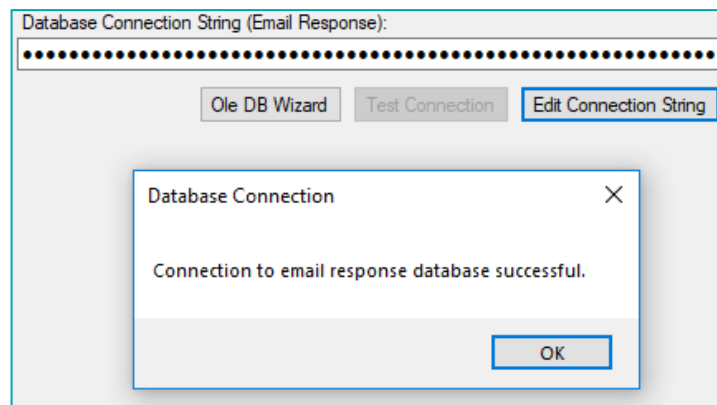 Database Connection String (Email Response):
Ole DB Wizard Test Connection Edit Connection String
Database Connection
Connection to email response database successful.
OK